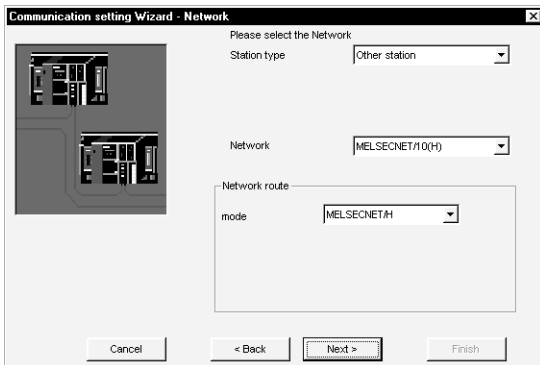 Communication setting Wizard - Network
Please select the Network
Station type
Other station
Network
MELSECNET/10(H)
Network route
mode
MELSECNET/H
Cancel
< Back
Next >
Finish